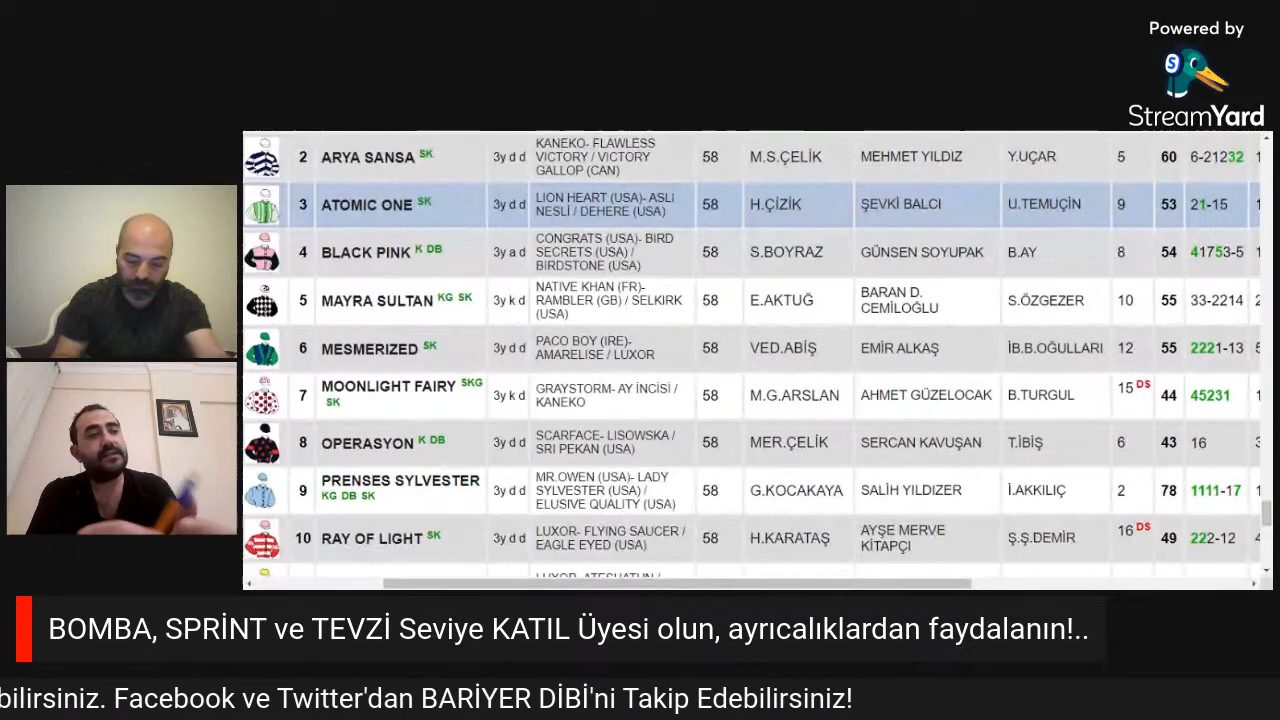 Powered by
StreamYard
2 ARYA SANSA SK 3y d d KANEKO- FLAWLESS VICTORY / VICTORY GALLOP (CAN) 58 M.S.ÇELİK MEHMET YILDIZ Y.UÇAR 5 60 6-21232
3 ATOMIC ONE SK 3y d d LION HEART (USA)- ASLI NESLİ / DEHERE (USA) 58 H.ÇİZİK ŞEVKİ BALCI U.TEMUÇİN 9 53 21-15
4 BLACK PINK K DB 3y a d CONGRATS (USA)- BIRD SECRETS (USA) / BIRDSTONE (USA) 58 S.BOYRAZ GÜNSEN SOYUPAK B.AY 8 54 41753-5
5 MAYRA SULTAN KG SK 3y k d NATIVE KHAN (FR)- RAMBLER (GB) / SELKIRK (USA) 58 E.AKTUĞ BARAN D. CEMİLOĞLU S.ÖZGEZER 10 55 33-2214
6 MESMERIZED SK 3y d d PACO BOY (IRE)- AMARELISE / LUXOR 58 VED.ABİŞ EMİR ALKAŞ İB.B.OĞULLARI 12 55 2221-13
7 MOONLIGHT FAIRY SKG SK 3y k d GRAYSTORM- AY İNCİSİ / KANEKO 58 M.G.ARSLAN AHMET GÜZELOCAK B.TURGUL 15 DS 44 45231
8 OPERASYON K DB 3y d d SCARFACE- LISOWSKA / SRI PEKAN (USA) 58 MER.ÇELİK SERCAN KAVUŞAN T.İBİŞ 6 43 16
9 PRENSES SYLVESTER KG DB SK 3y d d MR.OWEN (USA)- LADY SYLVESTER (USA) / ELUSIVE QUALITY (USA) 58 G.KOCAKAYA SALİH YILDIZER İ.AKKILIÇ 2 78 1111-17
10 RAY OF LIGHT SK 3y d d LUXOR- FLYING SAUCER / EAGLE EYED (USA) 58 H.KARATAŞ AYŞE MERVE KİTAPÇI Ş.Ş.DEMİR 16 DS 49 222-12
BOMBA, SPRİNT ve TEVZİ Seviye KATIL Üyesi olun, ayrıcalıklardan faydalanın!..
bilirsiniz. Facebook ve Twitter'dan BARİYER DİBİ'ni Takip Edebilirsiniz!